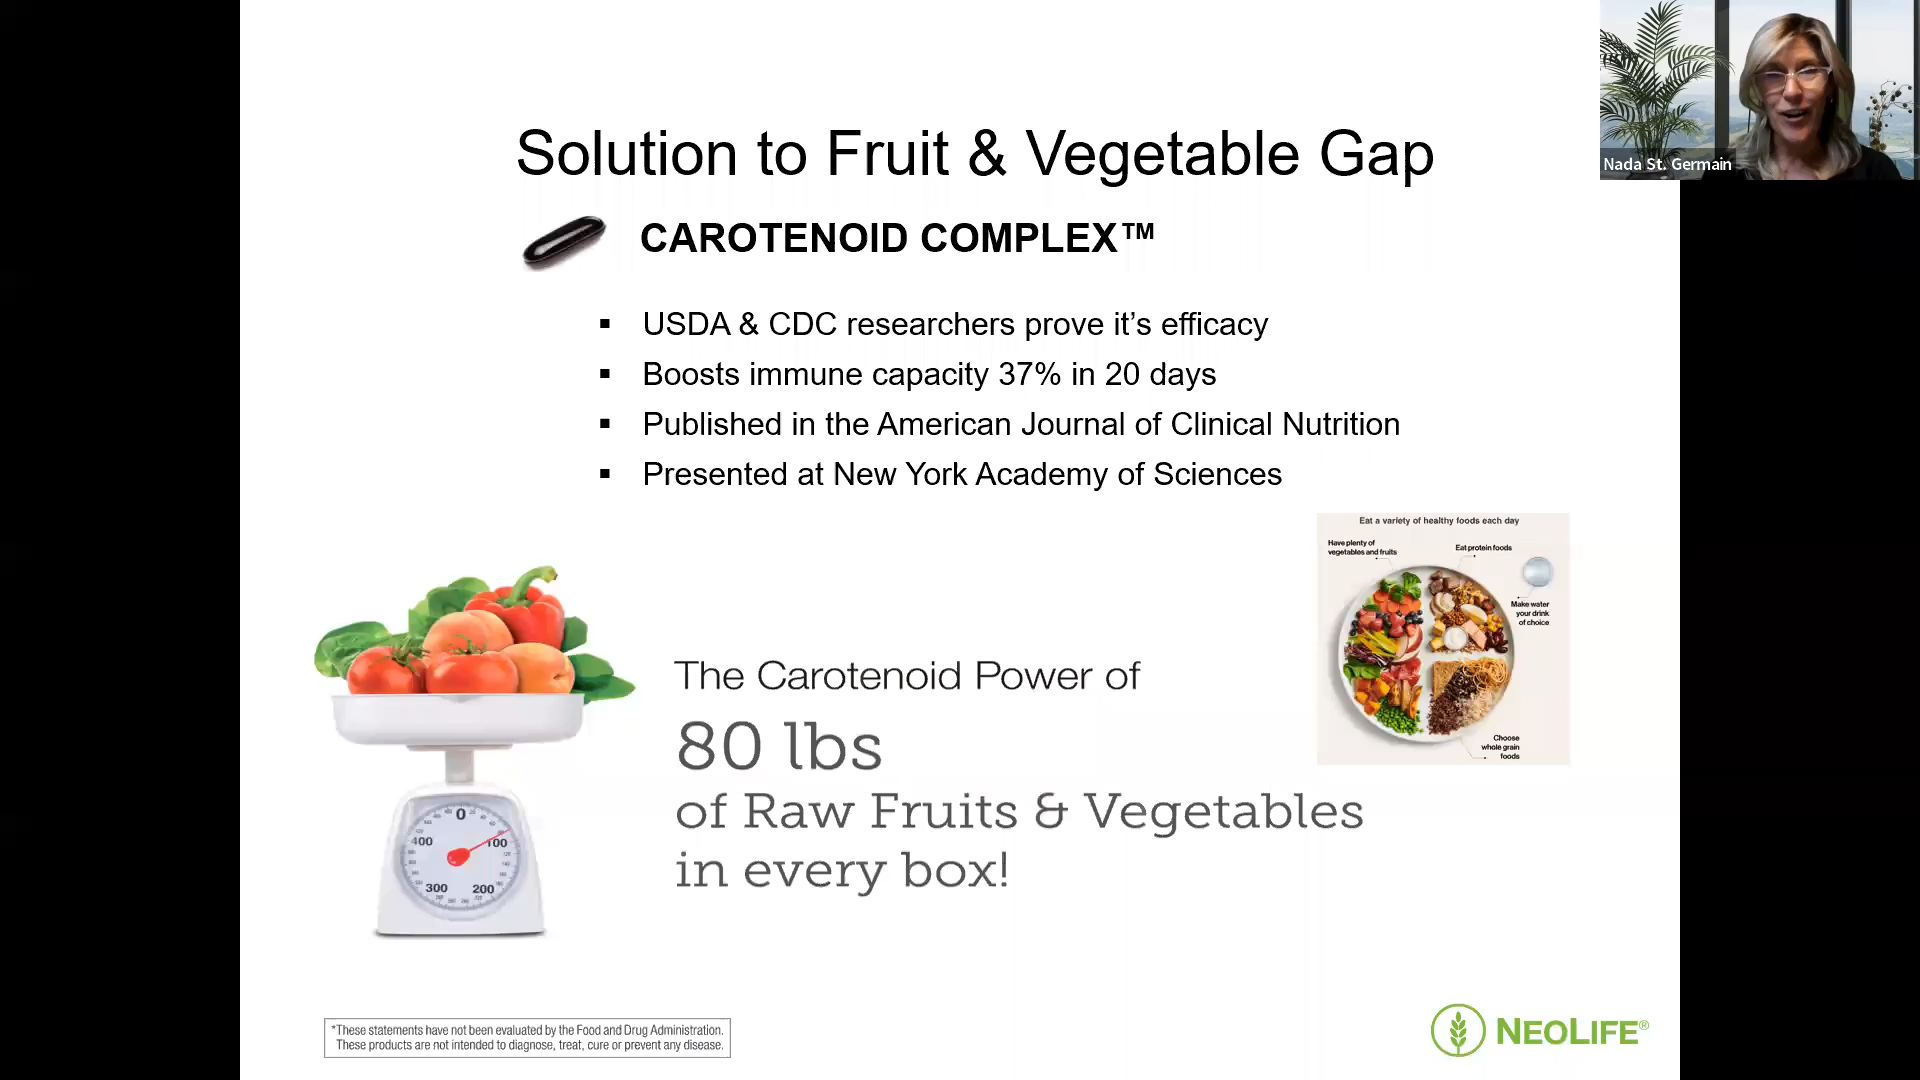 Solution to Fruit & Vegetable Gap
Nada St. Germain
CAROTENOID COMPLEX™
▪ USDA & CDC researchers prove it’s efficacy
▪ Boosts immune capacity 37% in 20 days
▪ Published in the American Journal of Clinical Nutrition
▪ Presented at New York Academy of Sciences
Eat a variety of healthy foods each day
Have plenty of
vegetables and fruits
Eat protein foods
Make water
your drink
of choice
Choose
whole grain
foods
The Carotenoid Power of
80 lbs
of Raw Fruits & Vegetables
in every box!
0
400
100
300
200
*These statements have not been evaluated by the Food and Drug Administration.
These products are not intended to diagnose, treat, cure or prevent any disease.
NEOLIFE®